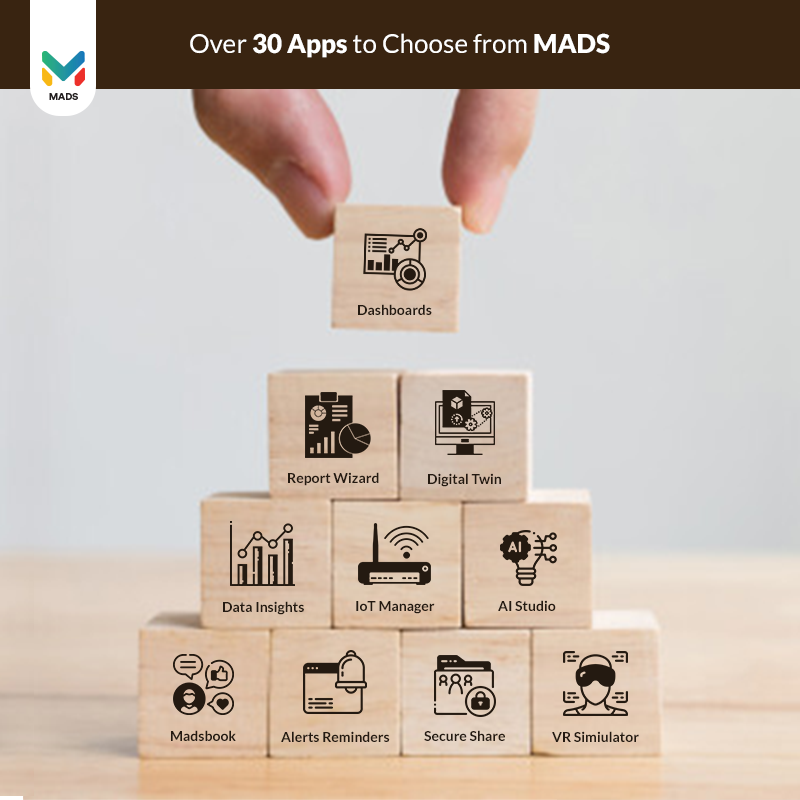 Over 30 Apps to Choose from MADS
MADS
Dashboards
Report Wizard
Digital Twin
Data Insights
IoT Manager
AI
AI Studio
Madsbook
Alerts Reminders
Secure Share
VR Simiulator